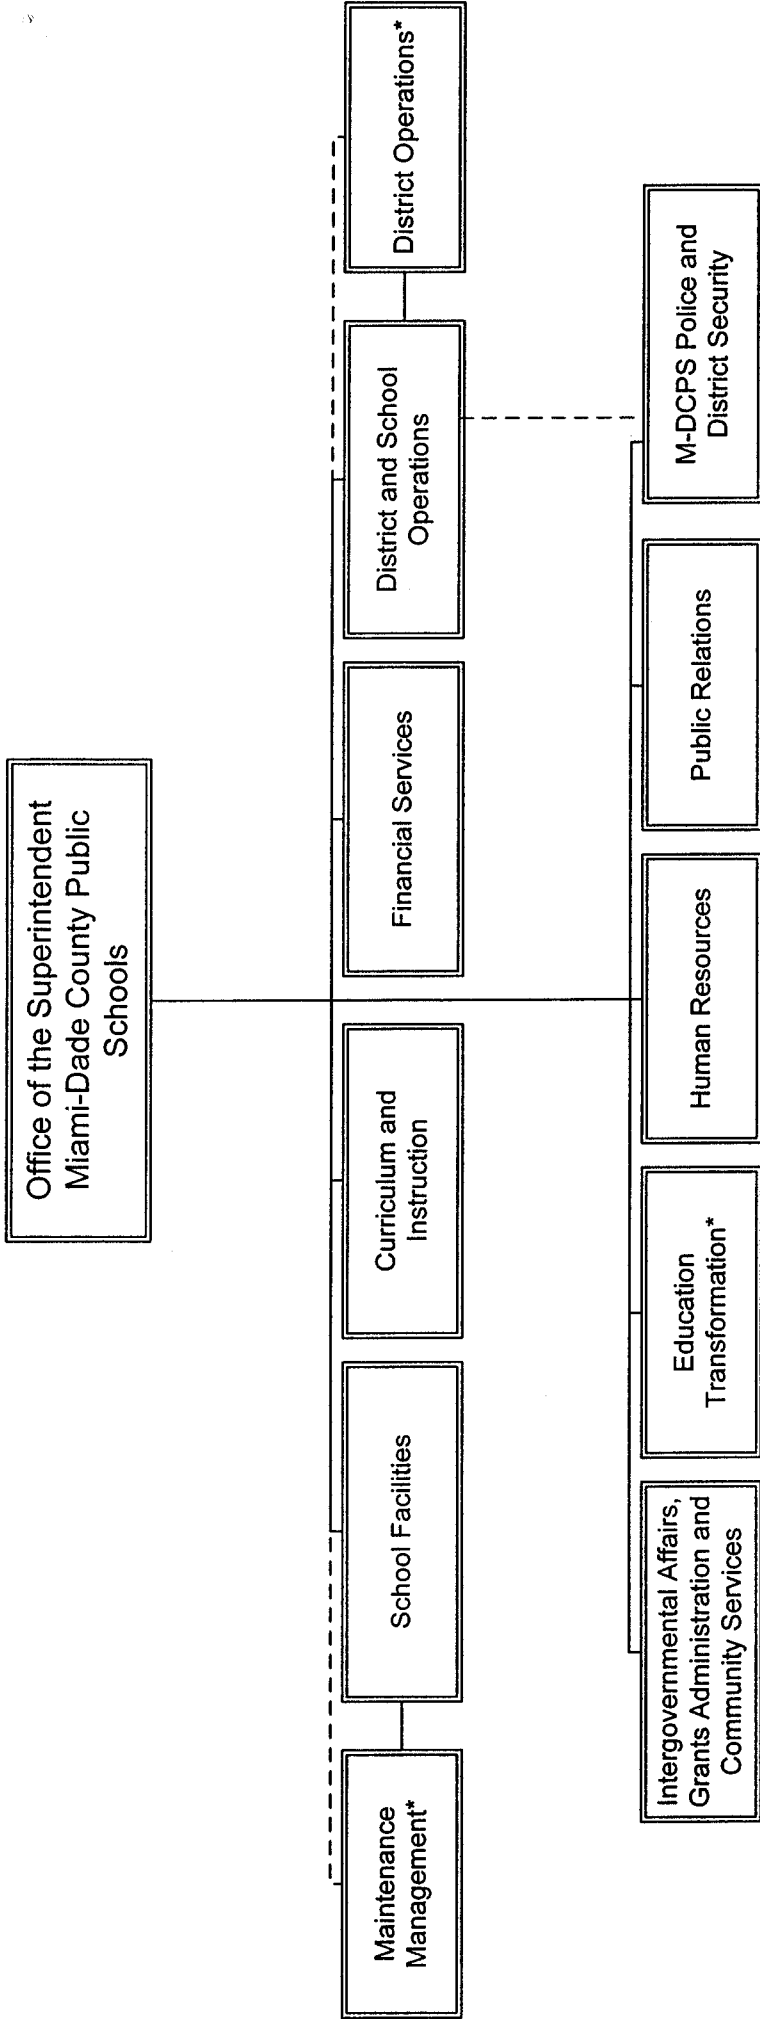 Office of the Superintendent
Miami-Dade County Public
Schools
Maintenance
Management*
School Facilities
Curriculum and
Instruction
Financial Services
District and School
Operations
District Operations*
Intergovernmental Affairs,
Grants Administration and
Community Services
Education
Transformation*
Human Resources
Public Relations
M-DCPS Police and
District Security